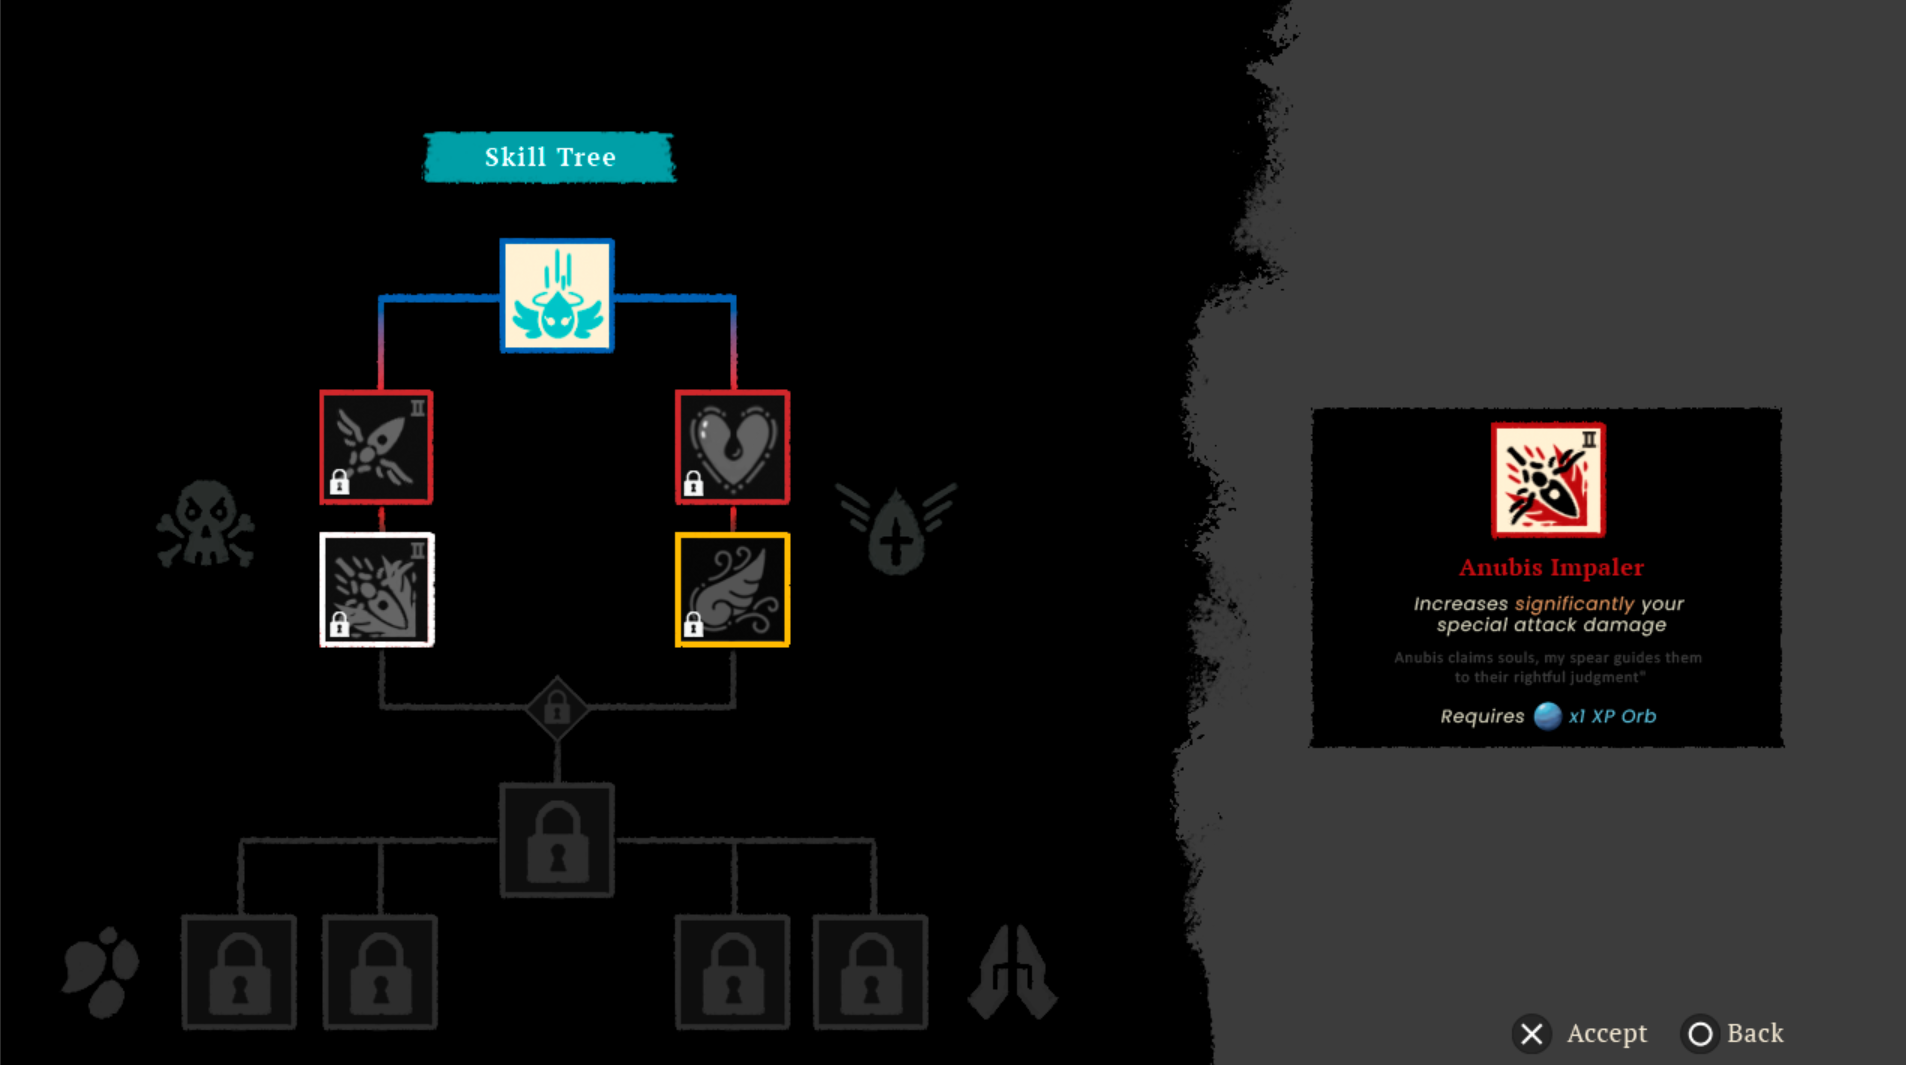 Skill Tree
II
II
II
Anubis Impaler
Increases significantly your
special attack damage
Anubis claims souls, my spear guides them
to their rightful judgment"
Requires x1 XP Orb
Accept
Back